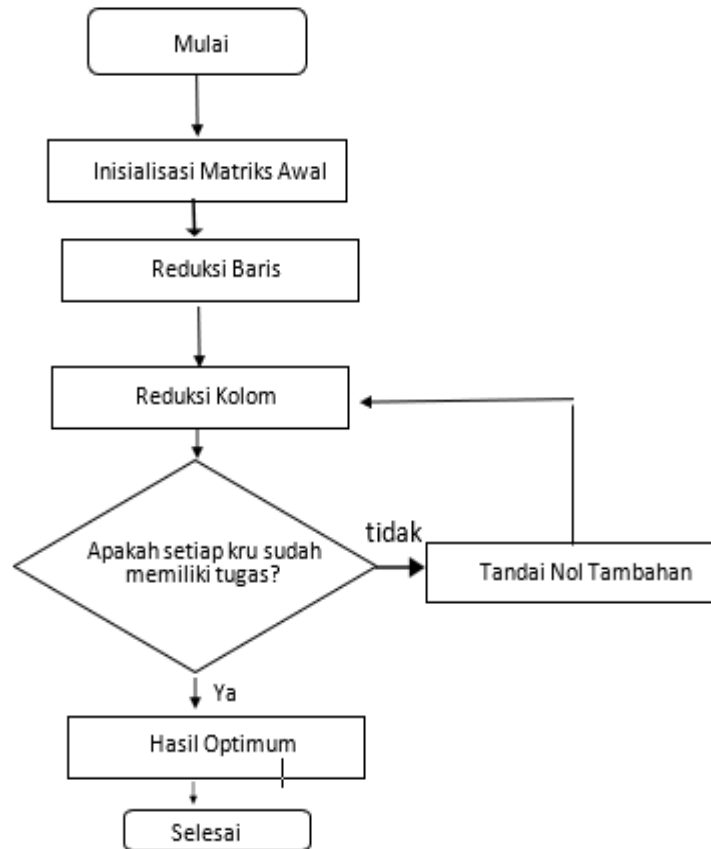 Mulai
Inisialisasi Matriks Awal
Reduksi Baris
Reduksi Kolom
Apakah setiap kru sudah
memiliki tugas?
tidak
Tandai Nol Tambahan
Ya
Hasil Optimum
Selesai